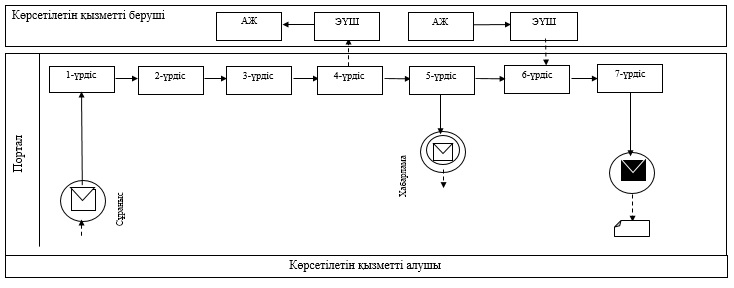 Көрсетілетін қызметті беруші
АЖ
ЭҮШ
АЖ
ЭҮШ
Портал
1-үрдіс
2-үрдіс
3-үрдіс
4-үрдіс
5-үрдіс
6-үрдіс
7-үрдіс
Сұраныс
Хабарлама
Көрсетілетін қызметті алушы